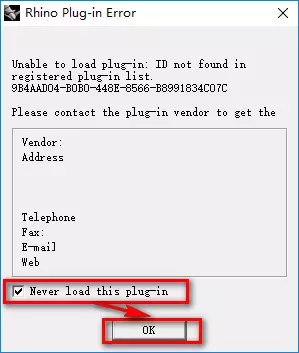 Rhino Plug-in Error
Unable to load plug-in: ID not found in
registered plug-in list.
9B4AAD04-B0B0-448E-8566-B8991834C07C
Please contact the plug-in vendor to get the
Vendor:
Address
Telephone
Fax:
E-mail
Web
Never load this plug-in
OK